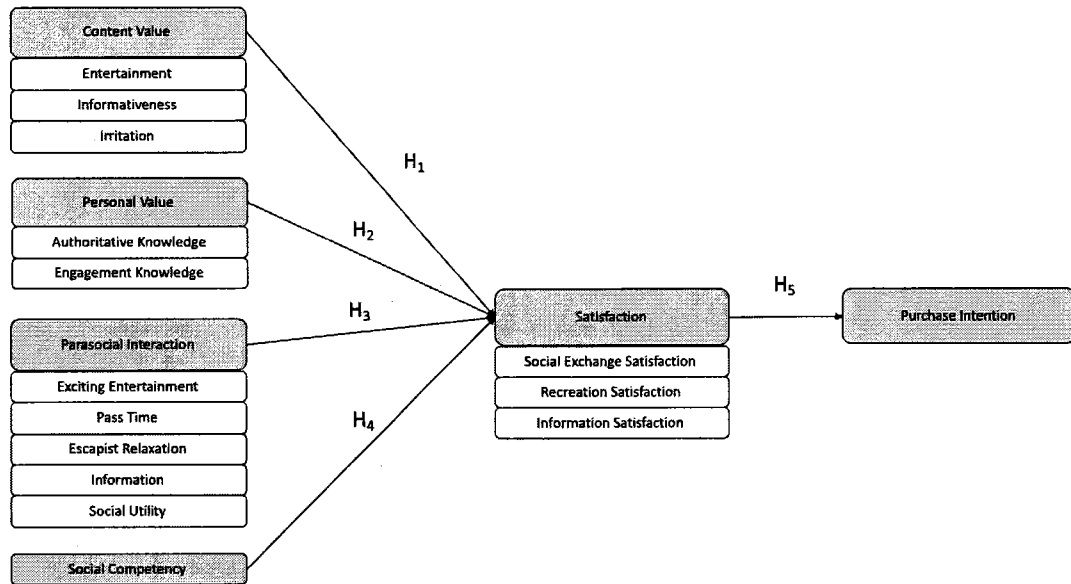 Content Value
Entertainment
Informativeness
Irritation
H₁
Personal Value
Authoritative Knowledge
Engagement Knowledge
H₂
Parasocial Interaction
Exciting Entertainment
Pass Time
Escapist Relaxation
Information
Social Utility
H₃
Social Competency
H₄
Satisfaction
Social Exchange Satisfaction
Recreation Satisfaction
Information Satisfaction
H₅
Purchase Intention